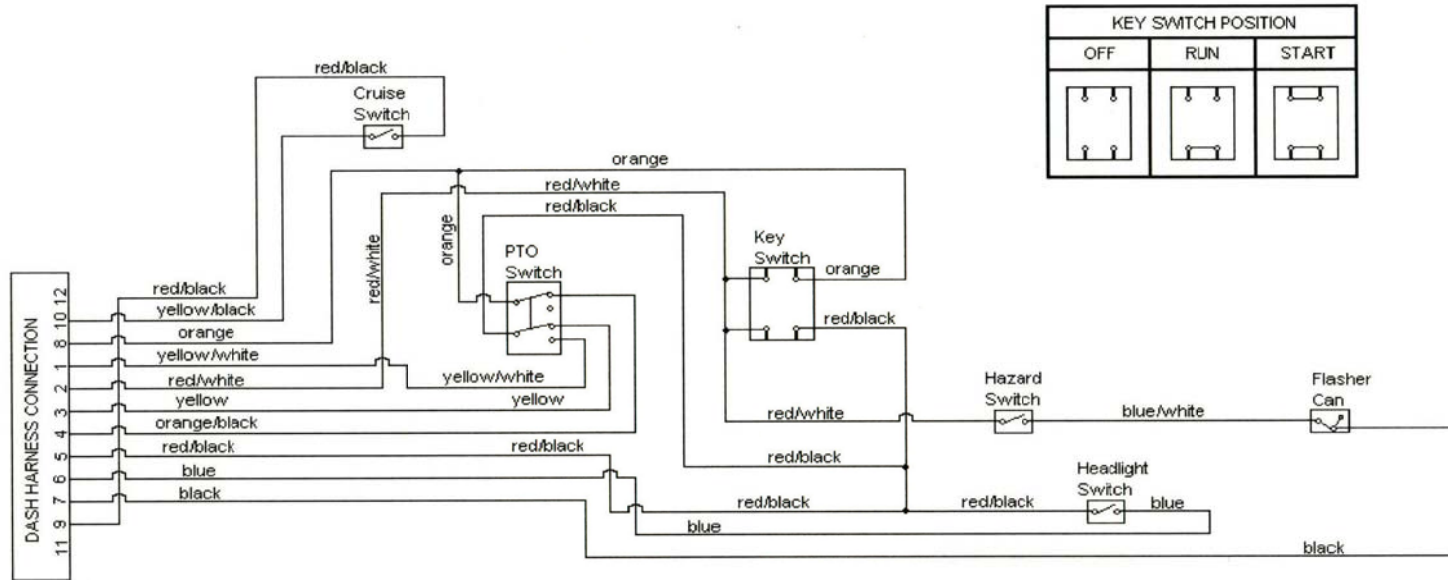 KEY SWITCH POSITION
OFF RUN START
red/black
Cruise
Switch
orange
red/white
red/black
red/white
orange
PTO
Switch
Key
Switch
orange
red/black
DASH HARNESS CONNECTION
12
10
8
1
2
3
4
5
6
7
9
11
red/black
yellow/black
orange
yellow/white
red/white
yellow
orange/black
red/black
blue
black
yellow/white
yellow
red/black
Hazard
Switch
Flasher
Can
red/white
blue/white
red/black
Headlight
Switch
red/black
red/black
blue
blue
black